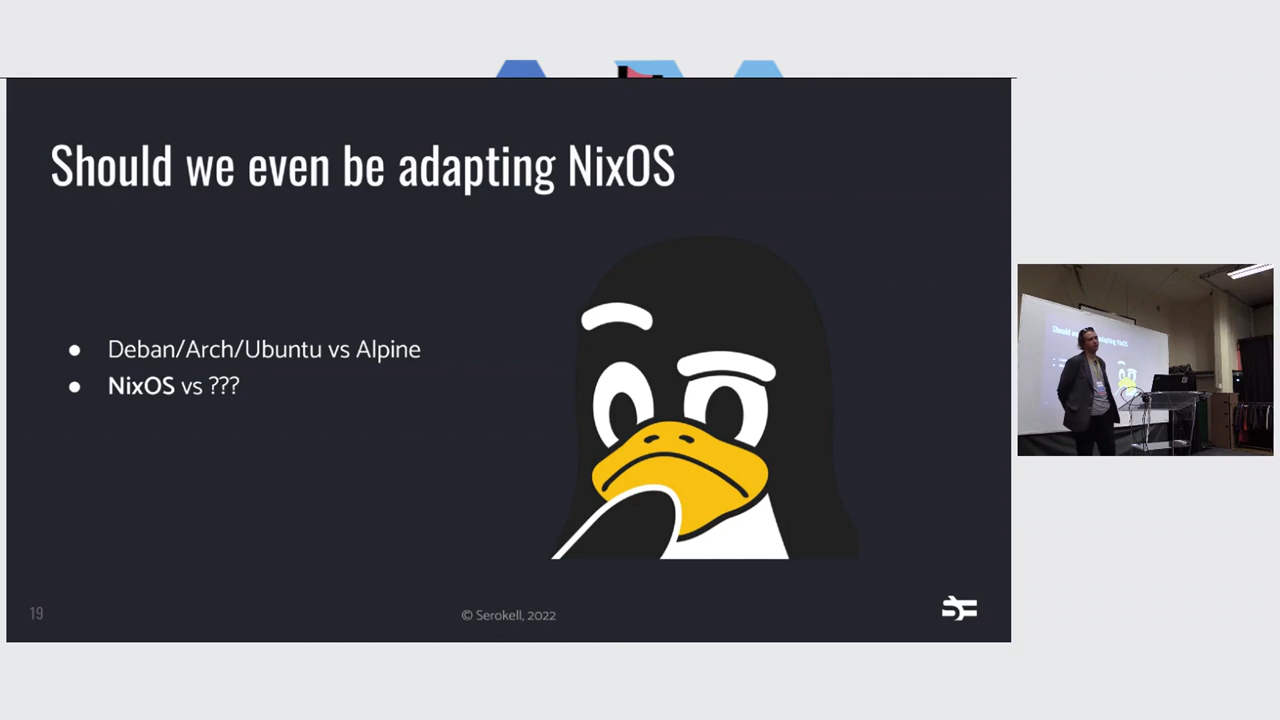 Should we even be adapting NixOS
● Deban/Arch/Ubuntu vs Alpine
● NixOS vs ???
19
© Serokell, 2022